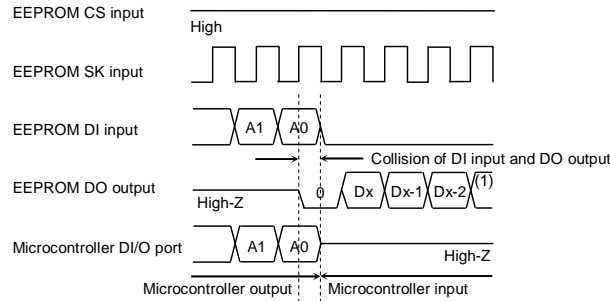 EEPROM CS input
High
EEPROM SK input
EEPROM DI input
A1 A0
Collision of DI input and DO output
EEPROM DO output
High-Z
0 Dx Dx-1 Dx-2 (1)
Microcontroller DI/O port
A1 A0
High-Z
Microcontroller output Microcontroller input